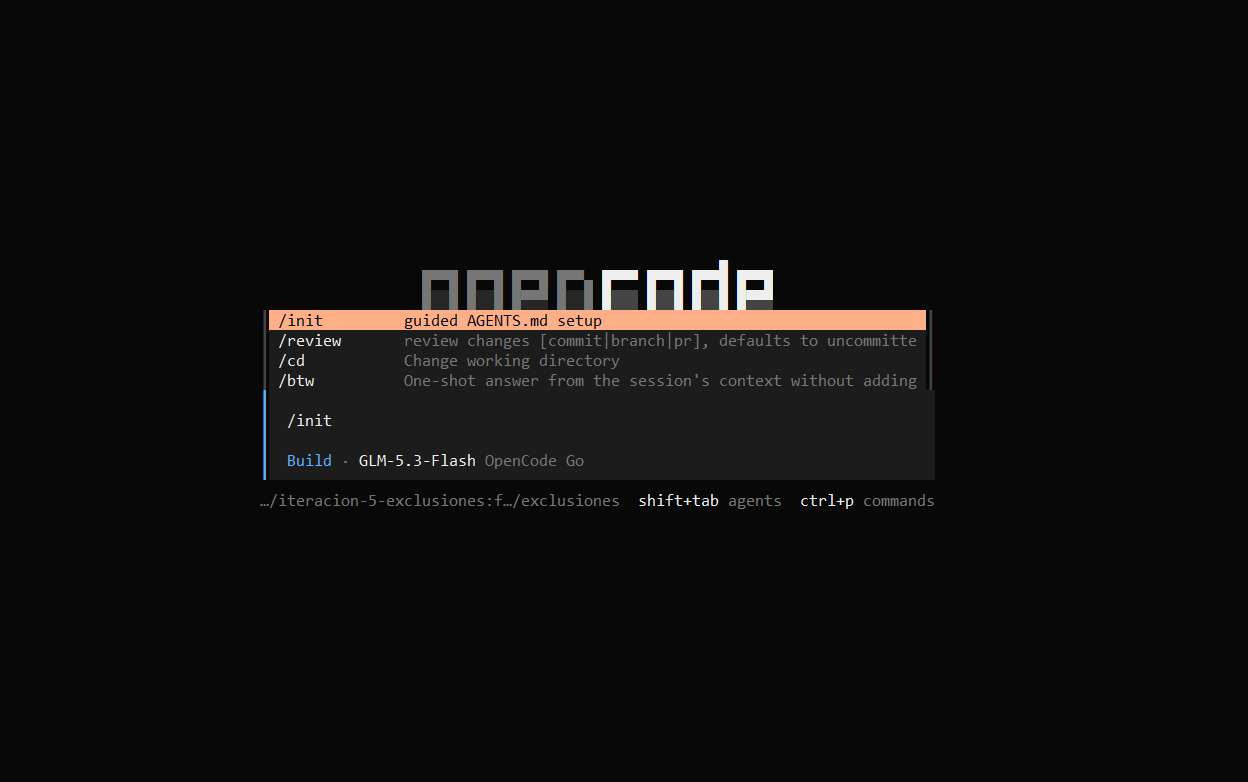 opencode
/init guided AGENTS.md setup
/review review changes [commit|branch|pr], defaults to uncommitte
/cd Change working directory
/btw One-shot answer from the session's context without adding
/init
Build · GLM-5.3-Flash OpenCode Go
…/iteracion-5-exclusiones:f…/exclusiones shift+tab agents ctrl+p commands